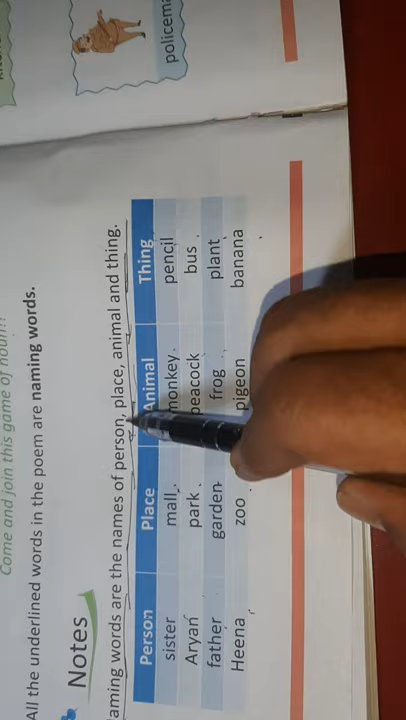 policema
Come and join this game of noun!!
All the underlined words in the poem are naming words.
Notes
aming words are the names of person, place, animal and thing.
Person Place Animal Thing
sister mall monkey pencil
Aryan park peacock bus
father garden frog plant
Heena zoo pigeon banana